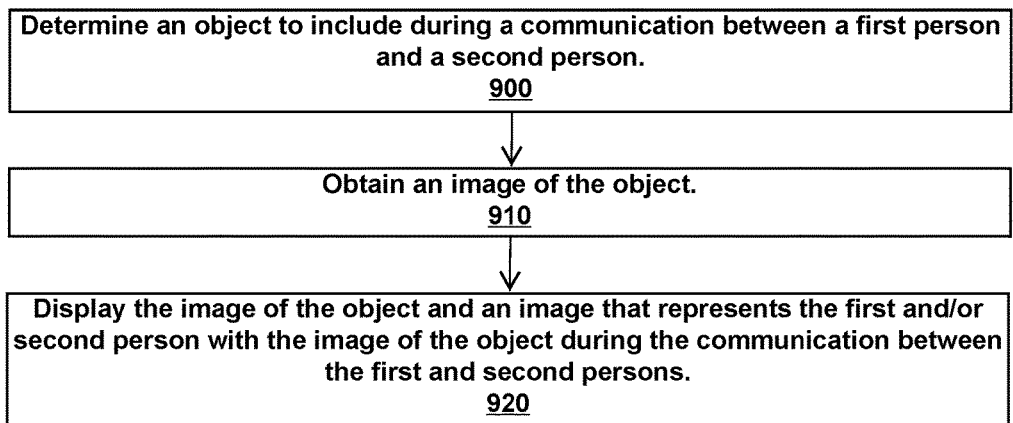 Determine an object to include during a communication between a first person
and a second person.
900
Obtain an image of the object.
910
Display the image of the object and an image that represents the first and/or
second person with the image of the object during the communication between
the first and second persons.
920